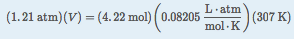 (1.21 atm)(V) = (4.22 mol)(0.08205 L·atm/mol·K)(307 K)